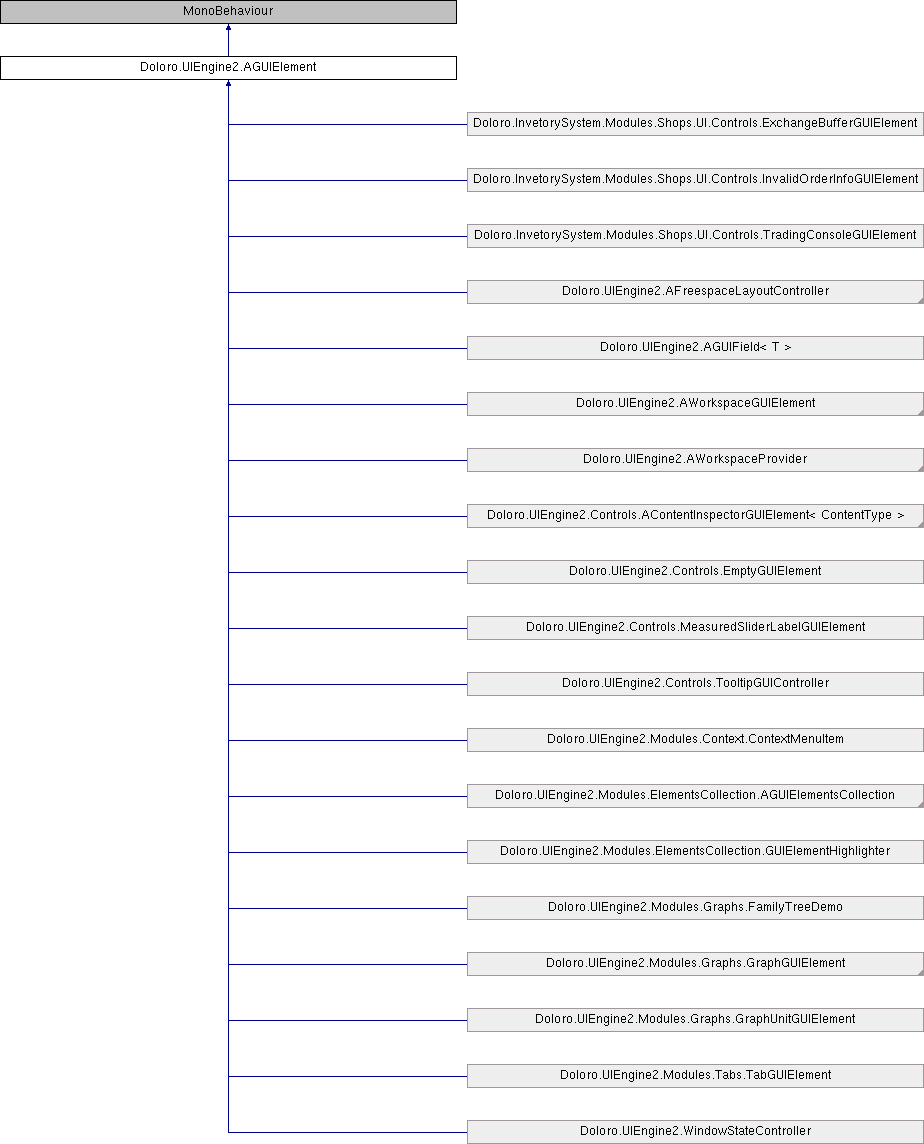 MonoBehaviour
Doloro.UIEngine2.AGUIElement
Doloro.InvetorySystem.Modules.Shops.UI.Controls.ExchangeBufferGUIElement
Doloro.InvetorySystem.Modules.Shops.UI.Controls.InvalidOrderInfoGUIElement
Doloro.InvetorySystem.Modules.Shops.UI.Controls.TradingConsoleGUIElement
Doloro.UIEngine2.AFreespaceLayoutController
Doloro.UIEngine2.AGUIField< T >
Doloro.UIEngine2.AWorkspaceGUIElement
Doloro.UIEngine2.AWorkspaceProvider
Doloro.UIEngine2.Controls.AContentInspectorGUIElement< ContentType >
Doloro.UIEngine2.Controls.EmptyGUIElement
Doloro.UIEngine2.Controls.MeasuredSliderLabelGUIElement
Doloro.UIEngine2.Controls.TooltipGUIController
Doloro.UIEngine2.Modules.Context.ContextMenuItem
Doloro.UIEngine2.Modules.ElementsCollection.AGUIElementsCollection
Doloro.UIEngine2.Modules.ElementsCollection.GUIElementHighlighter
Doloro.UIEngine2.Modules.Graphs.FamilyTreeDemo
Doloro.UIEngine2.Modules.Graphs.GraphGUIElement
Doloro.UIEngine2.Modules.Graphs.GraphUnitGUIElement
Doloro.UIEngine2.Modules.Tabs.TabGUIElement
Doloro.UIEngine2.WindowStateController